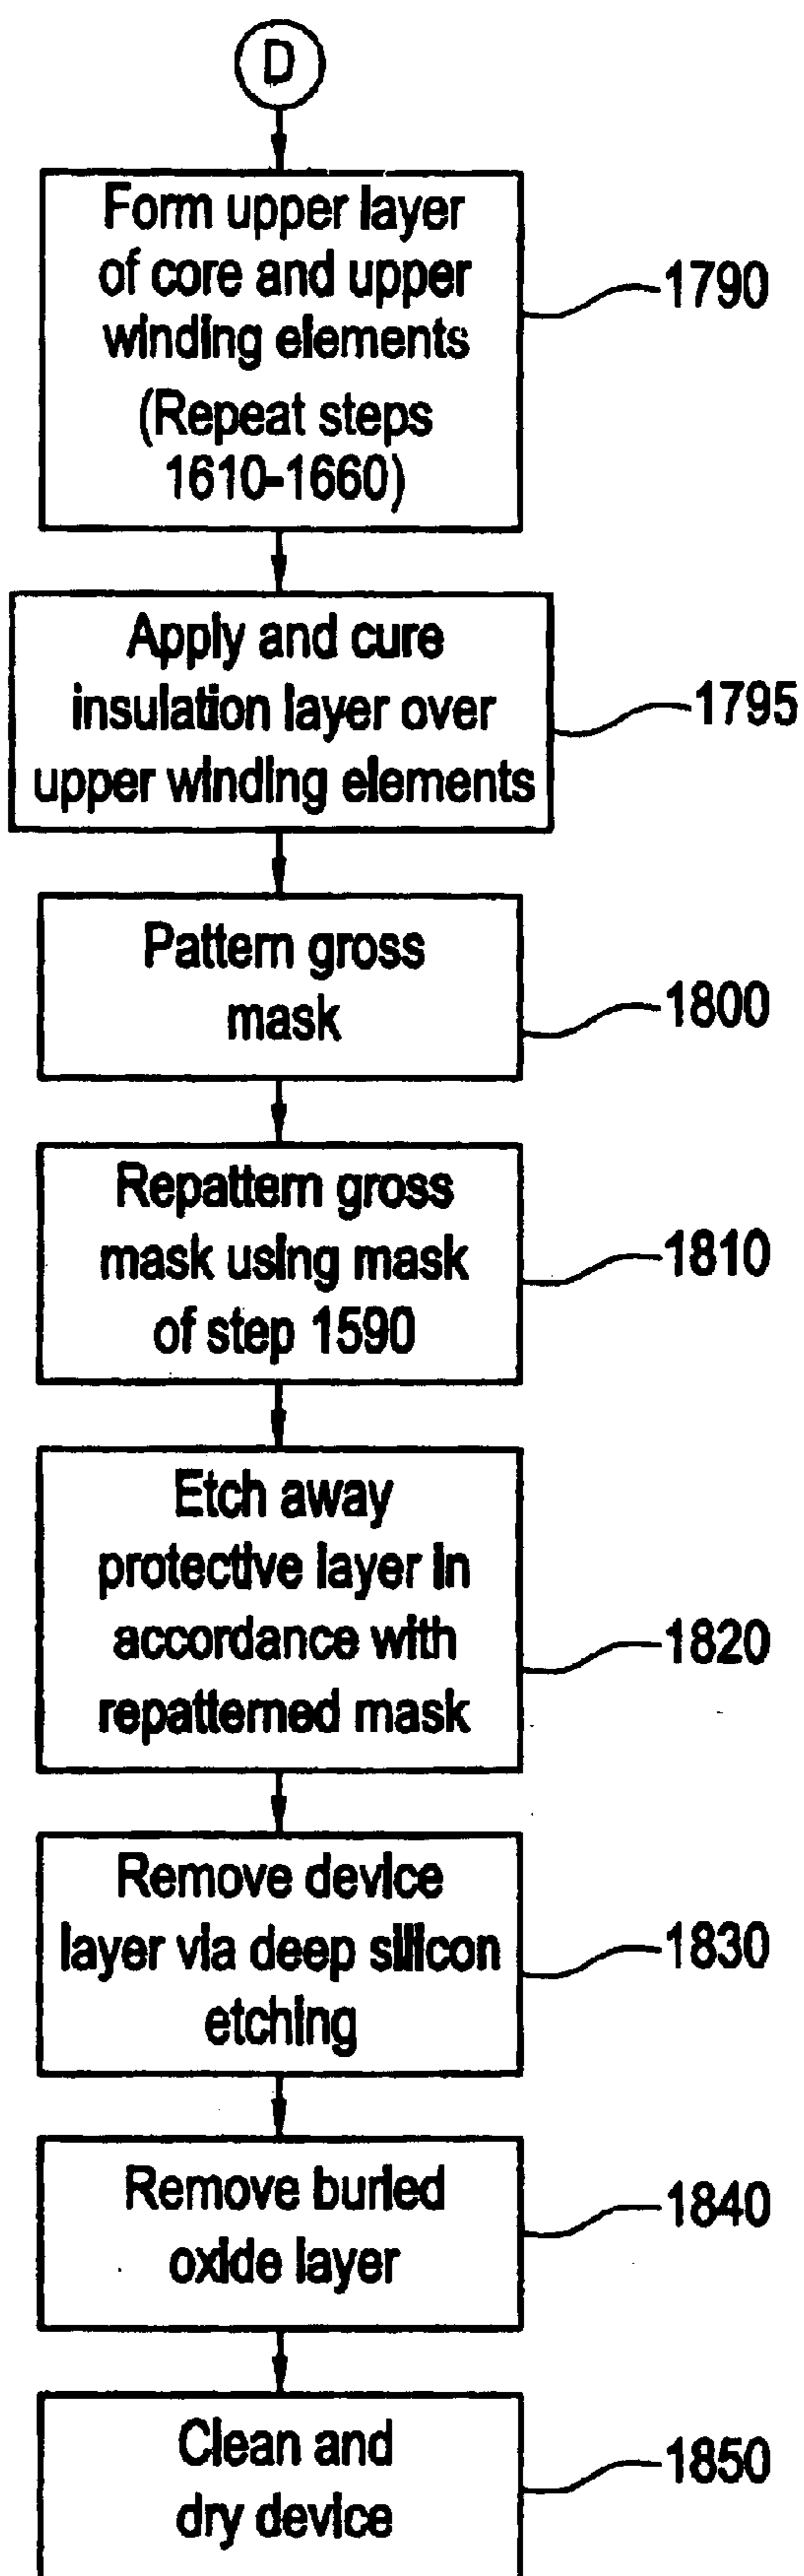 D
Form upper layer
of core and upper
winding elements
(Repeat steps
1610-1660)
1790
Apply and cure
insulation layer over
upper winding elements
1795
Pattern gross
mask
1800
Repattern gross
mask using mask
of step 1590
1810
Etch away
protective layer in
accordance with
repatterned mask
1820
Remove device
layer via deep silicon
etching
1830
Remove buried
oxide layer
1840
Clean and
dry device
1850